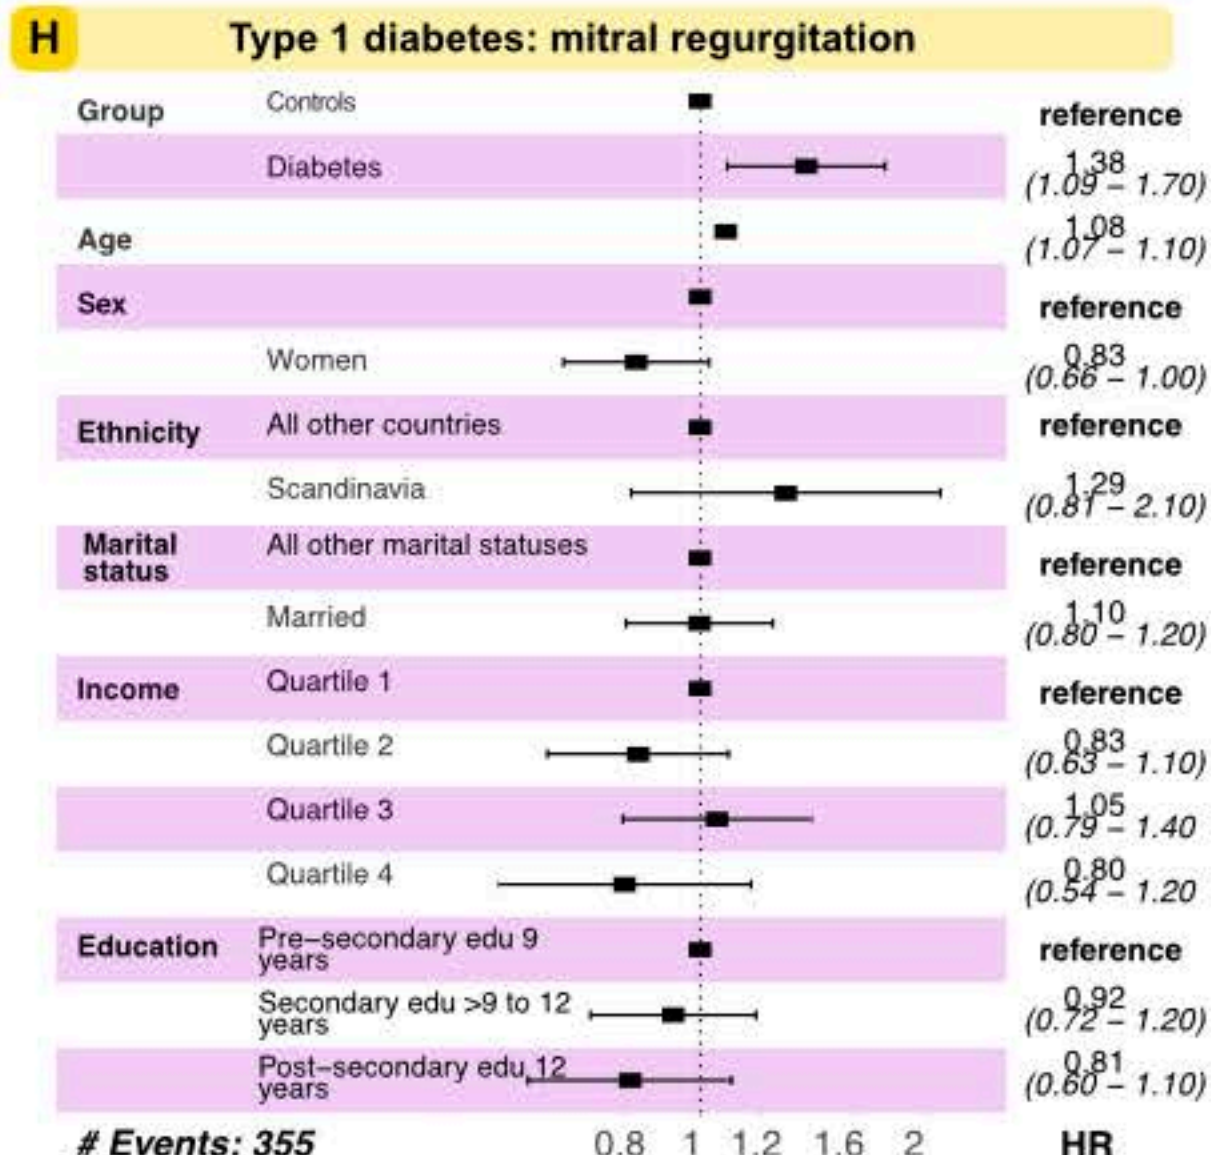 H Type 1 diabetes: mitral regurgitation
Group Controls reference
Diabetes 1.38
(1.09 – 1.70)
Age 1.08
(1.07 – 1.10)
Sex reference
Women 0.83
(0.66 – 1.00)
Ethnicity All other countries reference
Scandinavia 1.29
(0.81 – 2.10)
Marital
status
All other marital statuses reference
Married 1.10
(0.80 – 1.20)
Income Quartile 1 reference
Quartile 2 0.83
(0.63 – 1.10)
Quartile 3 1.05
(0.79 – 1.40
Quartile 4 0.80
(0.54 – 1.20
Education Pre–secondary edu 9
years
reference
Secondary edu >9 to 12
years
0.92
(0.72 – 1.20)
Post–secondary edu 12
years
0.81
(0.60 – 1.10)
# Events: 355 0.8 1 1.2 1.6 2 HR